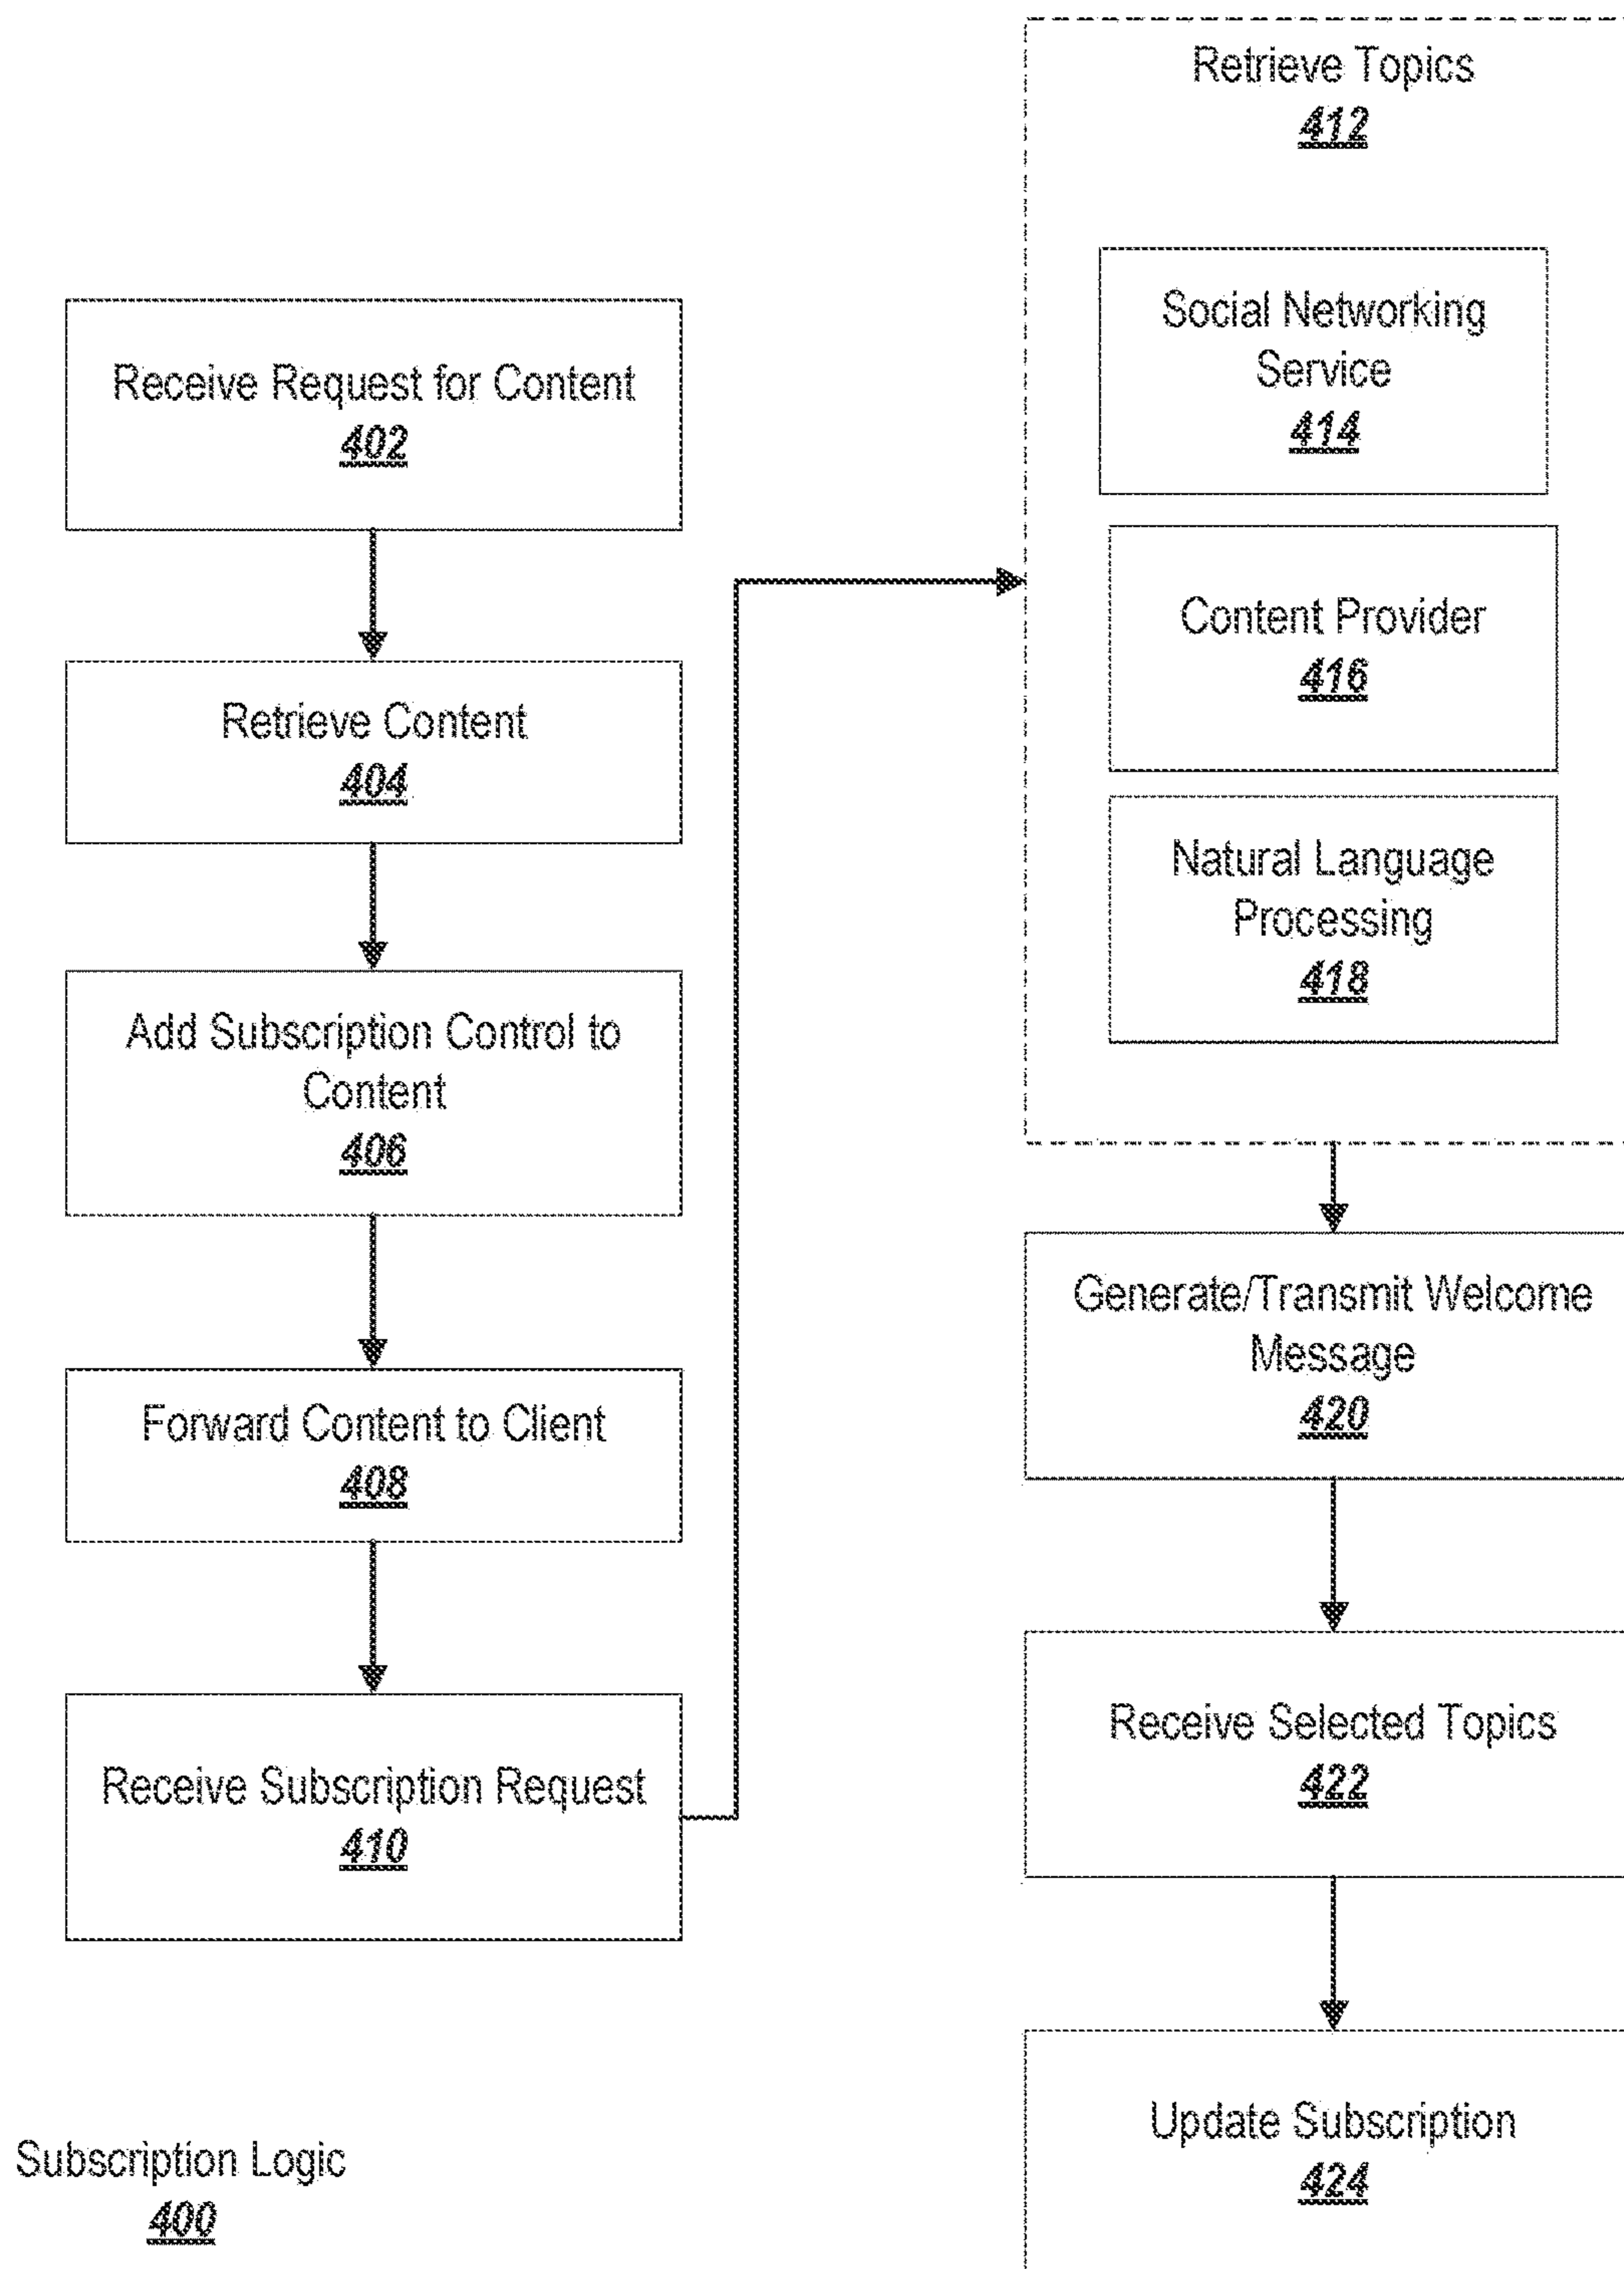 Receive Request for Content
402
Retrieve Content
404
Add Subscription Control to
Content
406
Forward Content to Client
408
Receive Subscription Request
410
Subscription Logic
400
Retrieve Topics
412
Social Networking
Service
414
Content Provider
416
Natural Language
Processing
418
Generate/Transmit Welcome
Message
420
Receive Selected Topics
422
Update Subscription
424